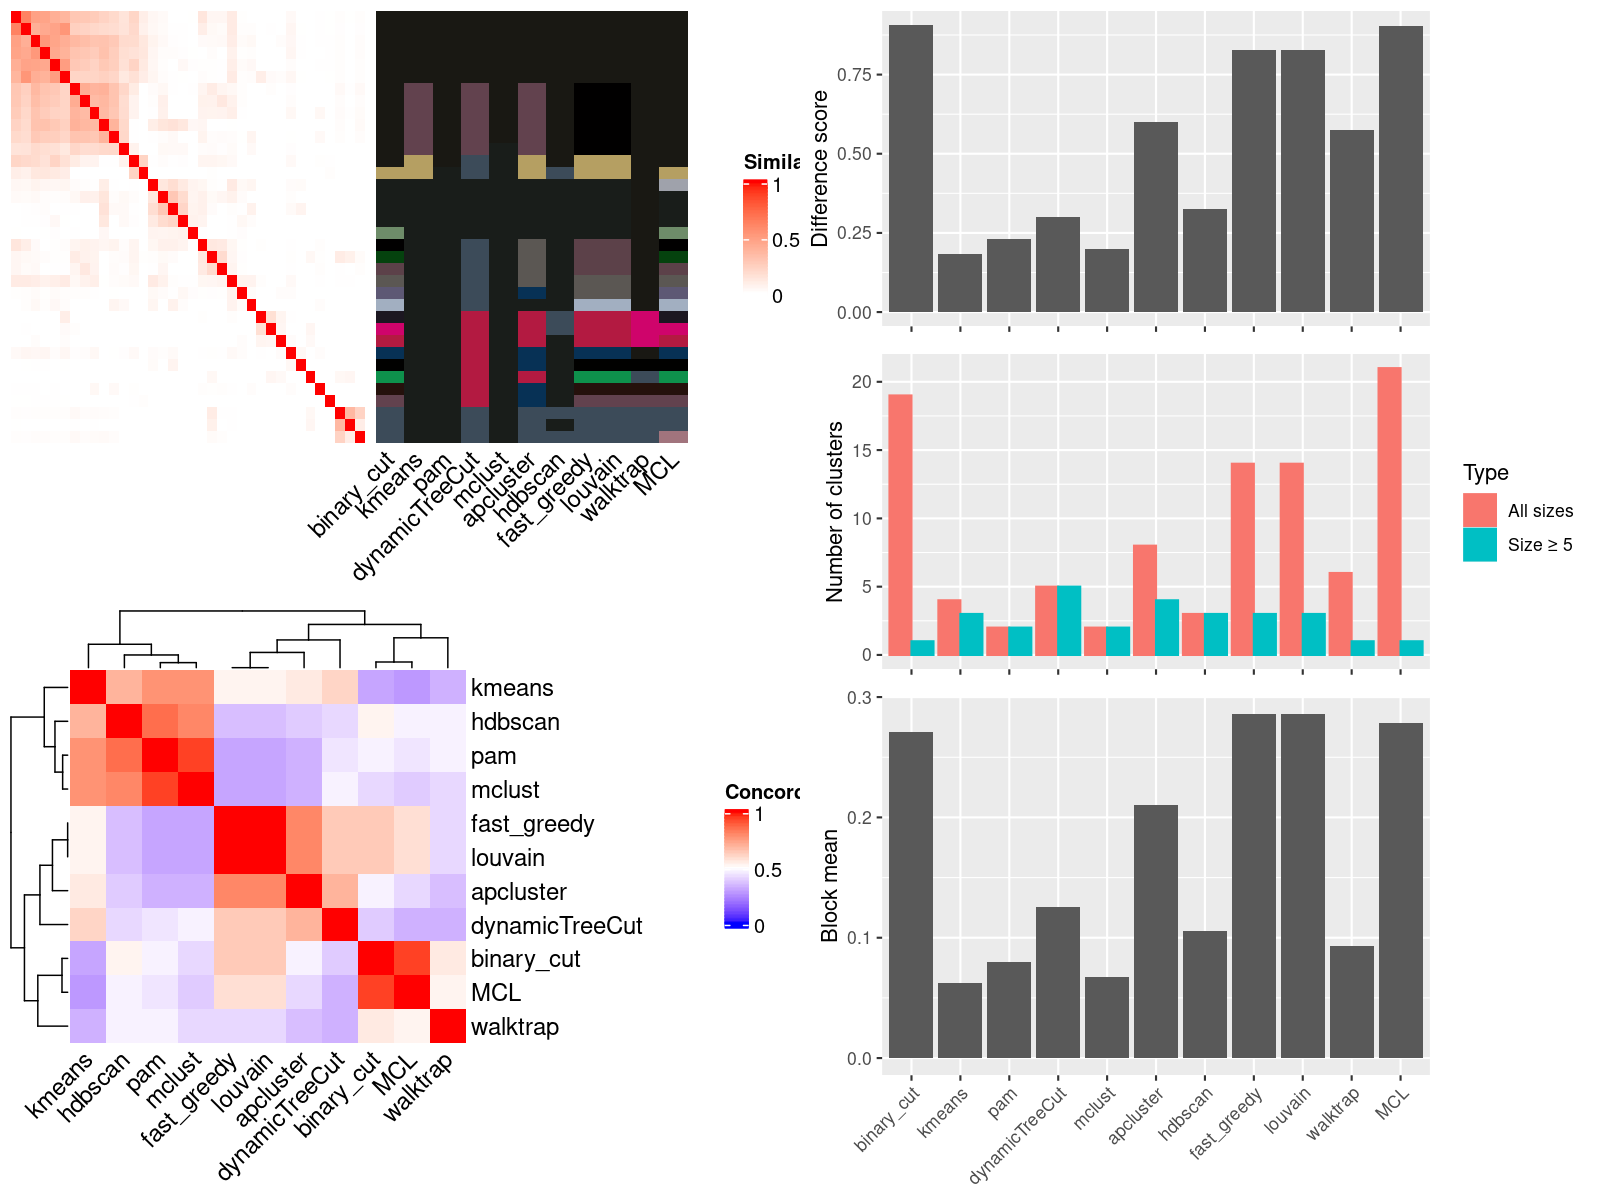 Simila
1
0.5
0
binary_cut
kmeans
pam
dynamicTreeCut
mclust
apcluster
hdbscan
fast_greedy
louvain
walktrap
MCL
kmeans
hdbscan
pam
mclust
fast_greedy
louvain
apcluster
dynamicTreeCut
binary_cut
MCL
walktrap
kmeans
hdbscan
pam
mclust
fast_greedy
louvain
apcluster
dynamicTreeCut
binary_cut
MCL
walktrap
Concord
1
0.5
0
Difference score
0.75
0.50
0.25
0.00
Number of clusters
20
15
10
5
0
Type
All sizes
Size ≥ 5
Block mean
0.3
0.2
0.1
0.0
binary_cut
kmeans
pam
dynamicTreeCut
mclust
apcluster
hdbscan
fast_greedy
louvain
walktrap
MCL